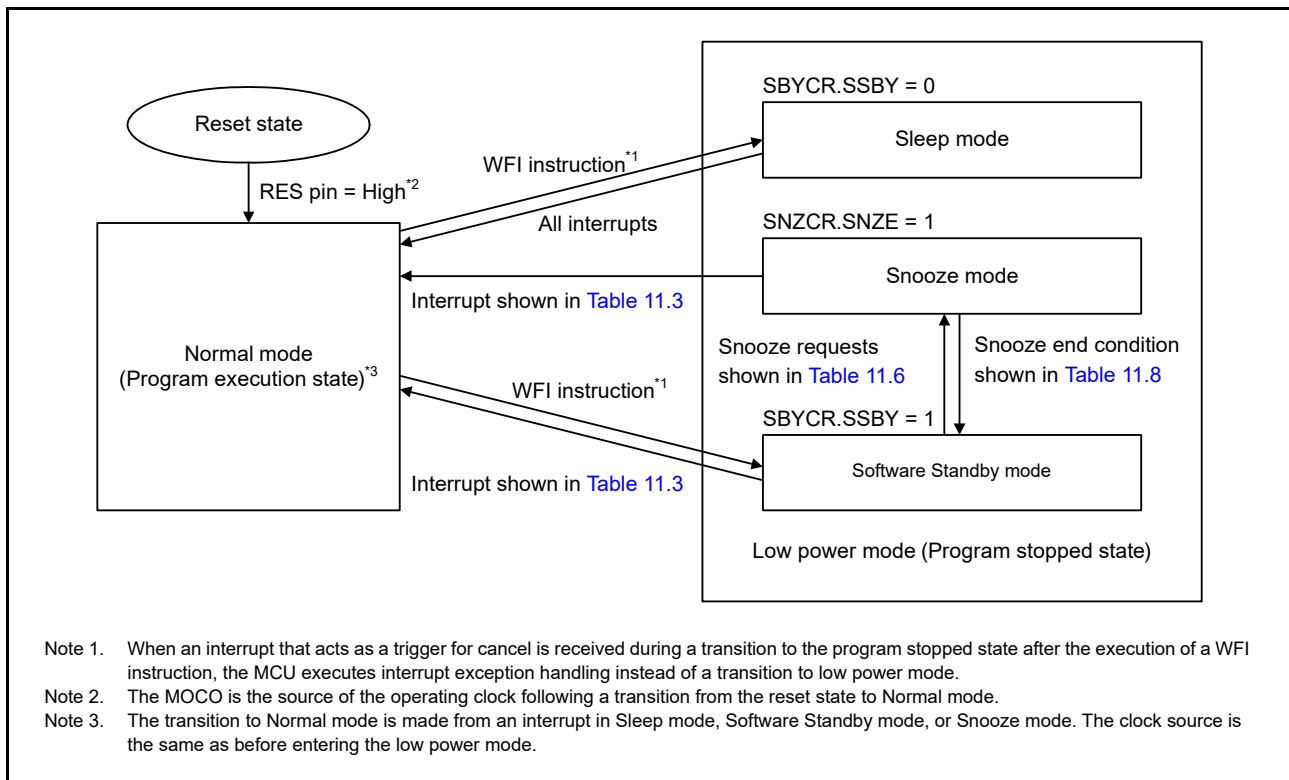 Reset state
RES pin = High*2
Normal mode
(Program execution state)*3
WFI instruction*1
All interrupts
Interrupt shown in Table 11.3
WFI instruction*1
Interrupt shown in Table 11.3
SBYCR.SSBY = 0
Sleep mode
SNZCR.SNZE = 1
Snooze mode
Snooze requests
shown in Table 11.6
Snooze end condition
shown in Table 11.8
SBYCR.SSBY = 1
Software Standby mode
Low power mode (Program stopped state)
Note 1. When an interrupt that acts as a trigger for cancel is received during a transition to the program stopped state after the execution of a WFI
instruction, the MCU executes interrupt exception handling instead of a transition to low power mode.
Note 2. The MOCO is the source of the operating clock following a transition from the reset state to Normal mode.
Note 3. The transition to Normal mode is made from an interrupt in Sleep mode, Software Standby mode, or Snooze mode. The clock source is
the same as before entering the low power mode.